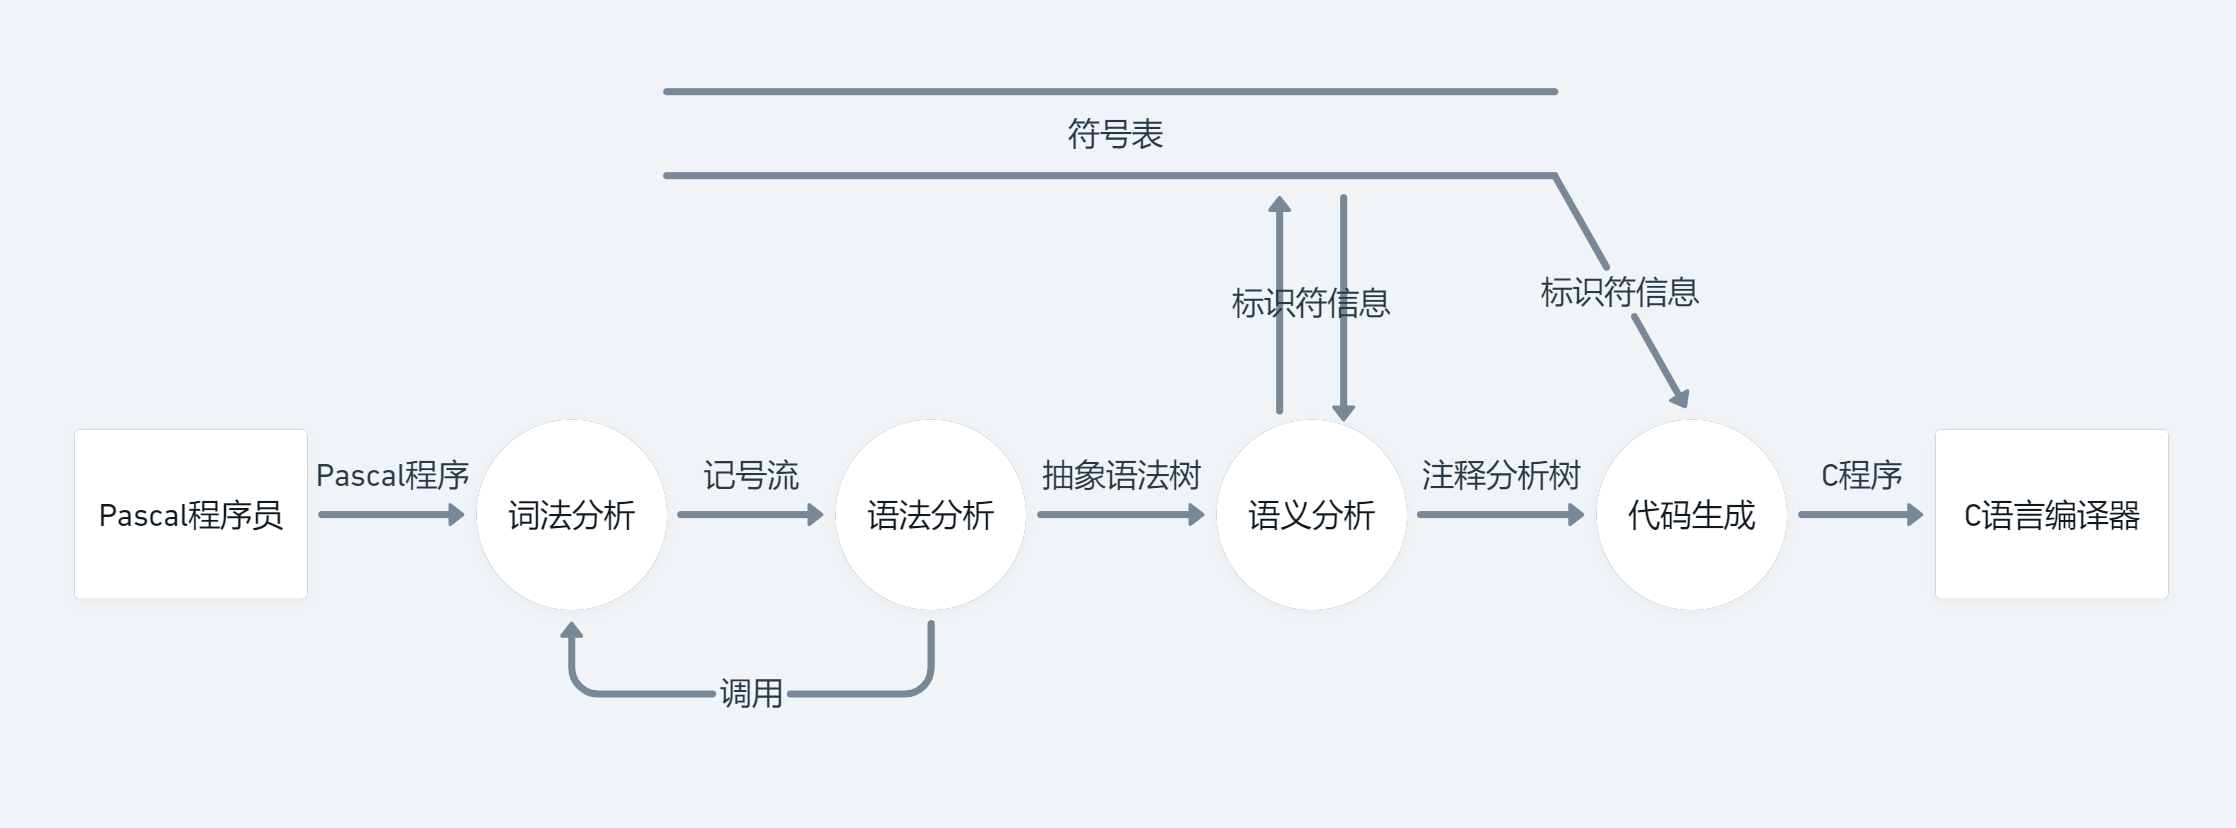 符号表
标识符信息
标识符信息
Pascal程序员
Pascal程序
词法分析
记号流
语法分析
抽象语法树
语义分析
注释分析树
代码生成
C程序
C语言编译器
调用